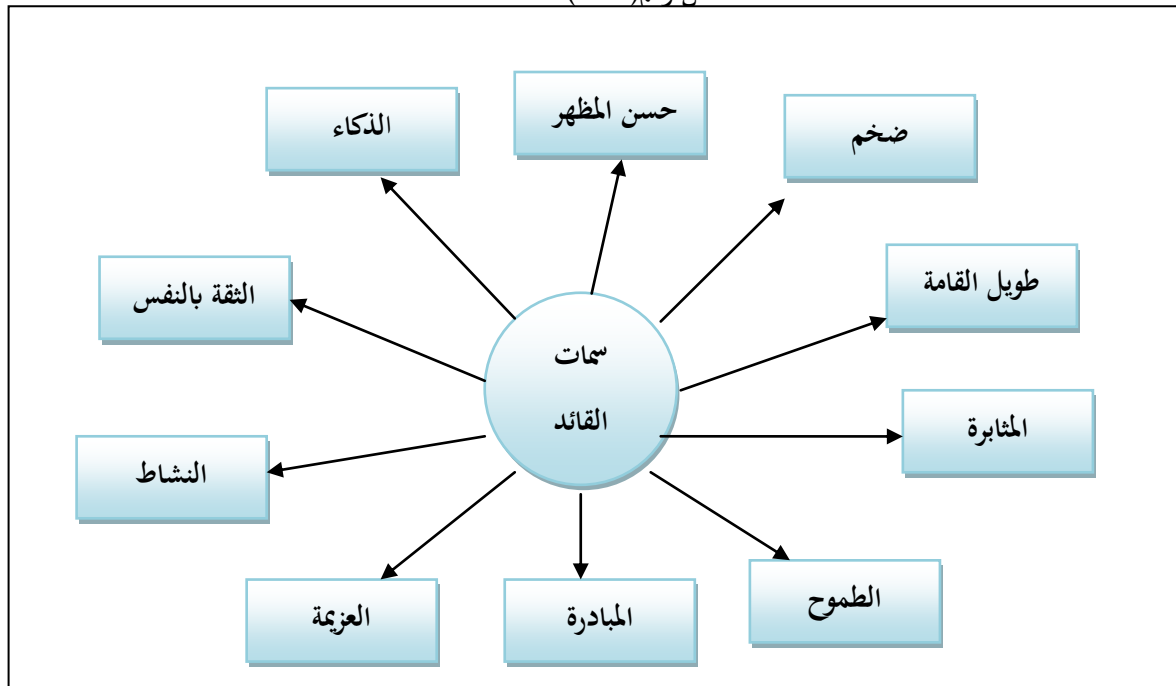 حسن المظهر
ضخم
الذكاء
طويل القامة
الثقة بالنفس
سمات
القائد
المثابرة
النشاط
الطموح
المبادرة
العزيمة